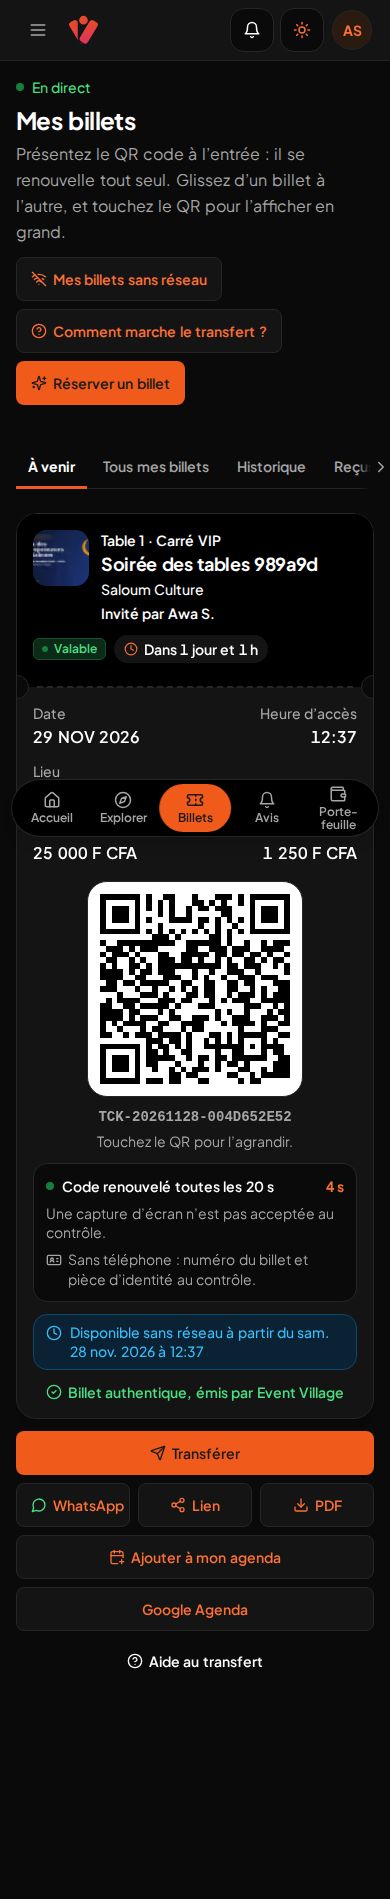 AS
En direct
Mes billets
Présentez le QR code à l’entrée : il se
renouvelle tout seul. Glissez d’un billet à
l’autre, et touchez le QR pour l’afficher en
grand.
Mes billets sans réseau
Comment marche le transfert ?
Réserver un billet
À venir
Tous mes billets
Historique
Reçus
Table 1 · Carré VIP
Soirée des tables 989a9d
Saloum Culture
Invité par Awa S.
Valable
Dans 1 jour et 1 h
Date
Heure d’accès
29 NOV 2026
12:37
Lieu
Accueil
Explorer
Billets
Avis
Porte-
feuille
25 000 F CFA
1 250 F CFA
TCK-20261128-004D652E52
Touchez le QR pour l’agrandir.
Code renouvelé toutes les 20 s
4 s
Une capture d’écran n’est pas acceptée au
contrôle.
Sans téléphone : numéro du billet et
pièce d’identité au contrôle.
Disponible sans réseau à partir du sam.
28 nov. 2026 à 12:37
Billet authentique, émis par Event Village
Transférer
WhatsApp
Lien
PDF
Ajouter à mon agenda
Google Agenda
Aide au transfert